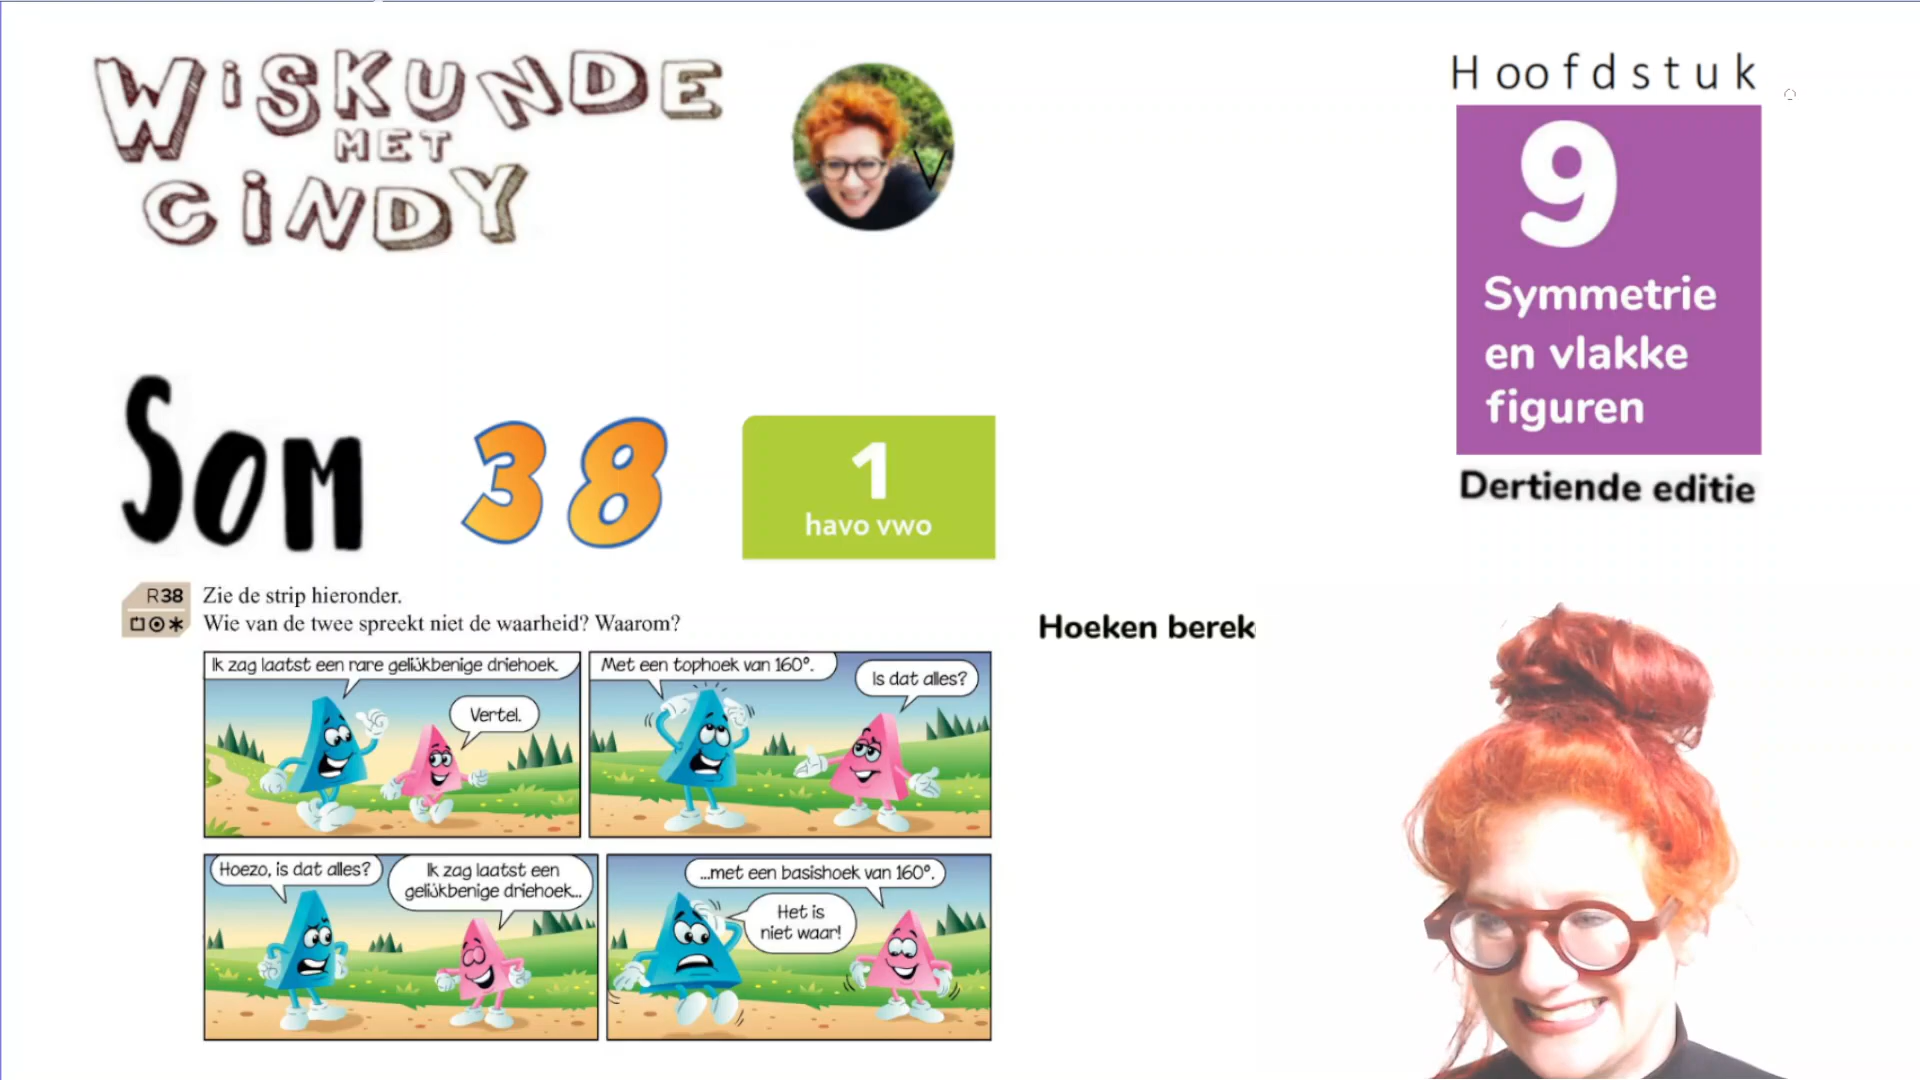 WiSKUNDE
MET
CiNDY
V
Hoofdstuk
9
Symmetrie
en vlakke
figuren
Dertiende editie
Som 38
1
havo vwo
R38
Zie de strip hieronder.
Wie van de twee spreekt niet de waarheid? Waarom?
Hoeken berek
Ik zag laatst een rare gelijkbenige driehoek.
Vertel.
Met een tophoek van 160°.
Is dat alles?
Hoezo, is dat alles?
Ik zag laatst een
gelijkbenige driehoek...
...met een basishoek van 160°.
Het is
niet waar!